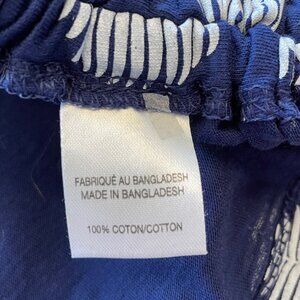 FABRIQUÉ AU BANGLADESH
MADE IN BANGLADESH
100% COTON/COTTON